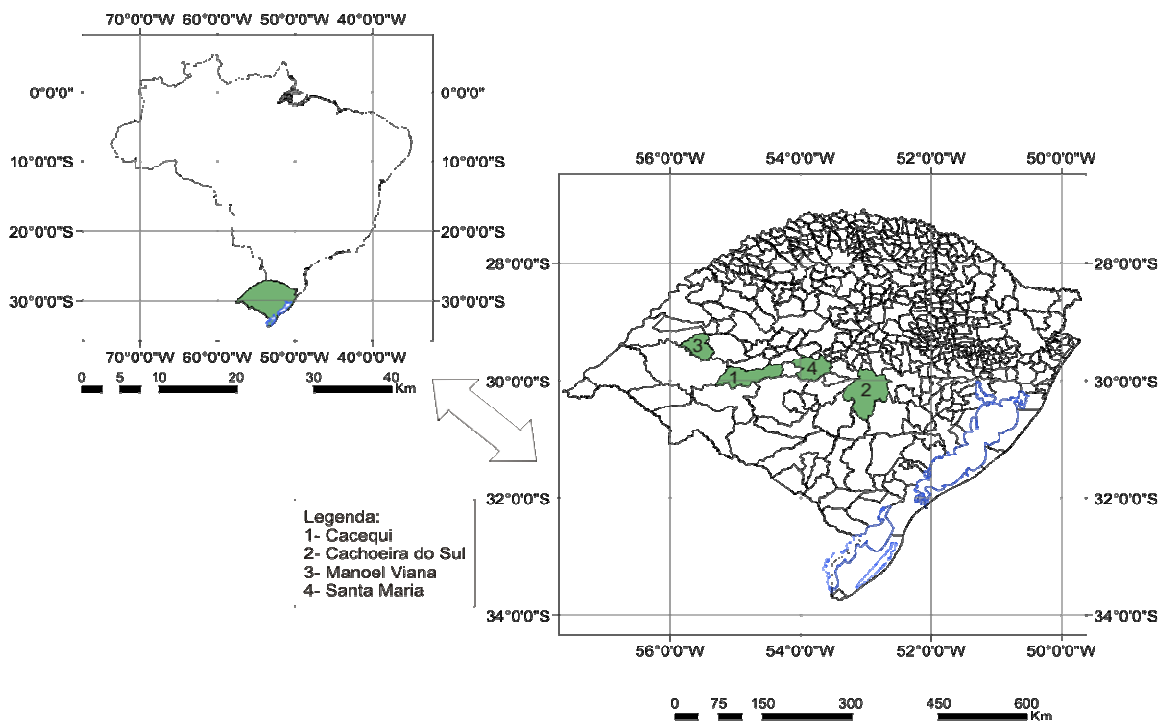 70°0'0"W 60°0'0"W 50°0'0"W 40°0'0"W
0°0'0" 0°0'0"
10°0'0"S 10°0'0"S
20°0'0"S 20°0'0"S
30°0'0"S 30°0'0"S
70°0'0"W 60°0'0"W 50°0'0"W 40°0'0"W
0 5 10 20 30 40 Km
56°0'0"W 54°0'0"W 52°0'0"W 50°0'0"W
28°0'0"S 28°0'0"S
3
1 4 2
30°0'0"S 30°0'0"S
32°0'0"S 32°0'0"S
34°0'0"S 34°0'0"S
56°0'0"W 54°0'0"W 52°0'0"W 50°0'0"W
0 75 150 300 450 600 Km
Legenda:
1- Cacequi
2- Cachoeira do Sul
3- Manoel Viana
4- Santa Maria